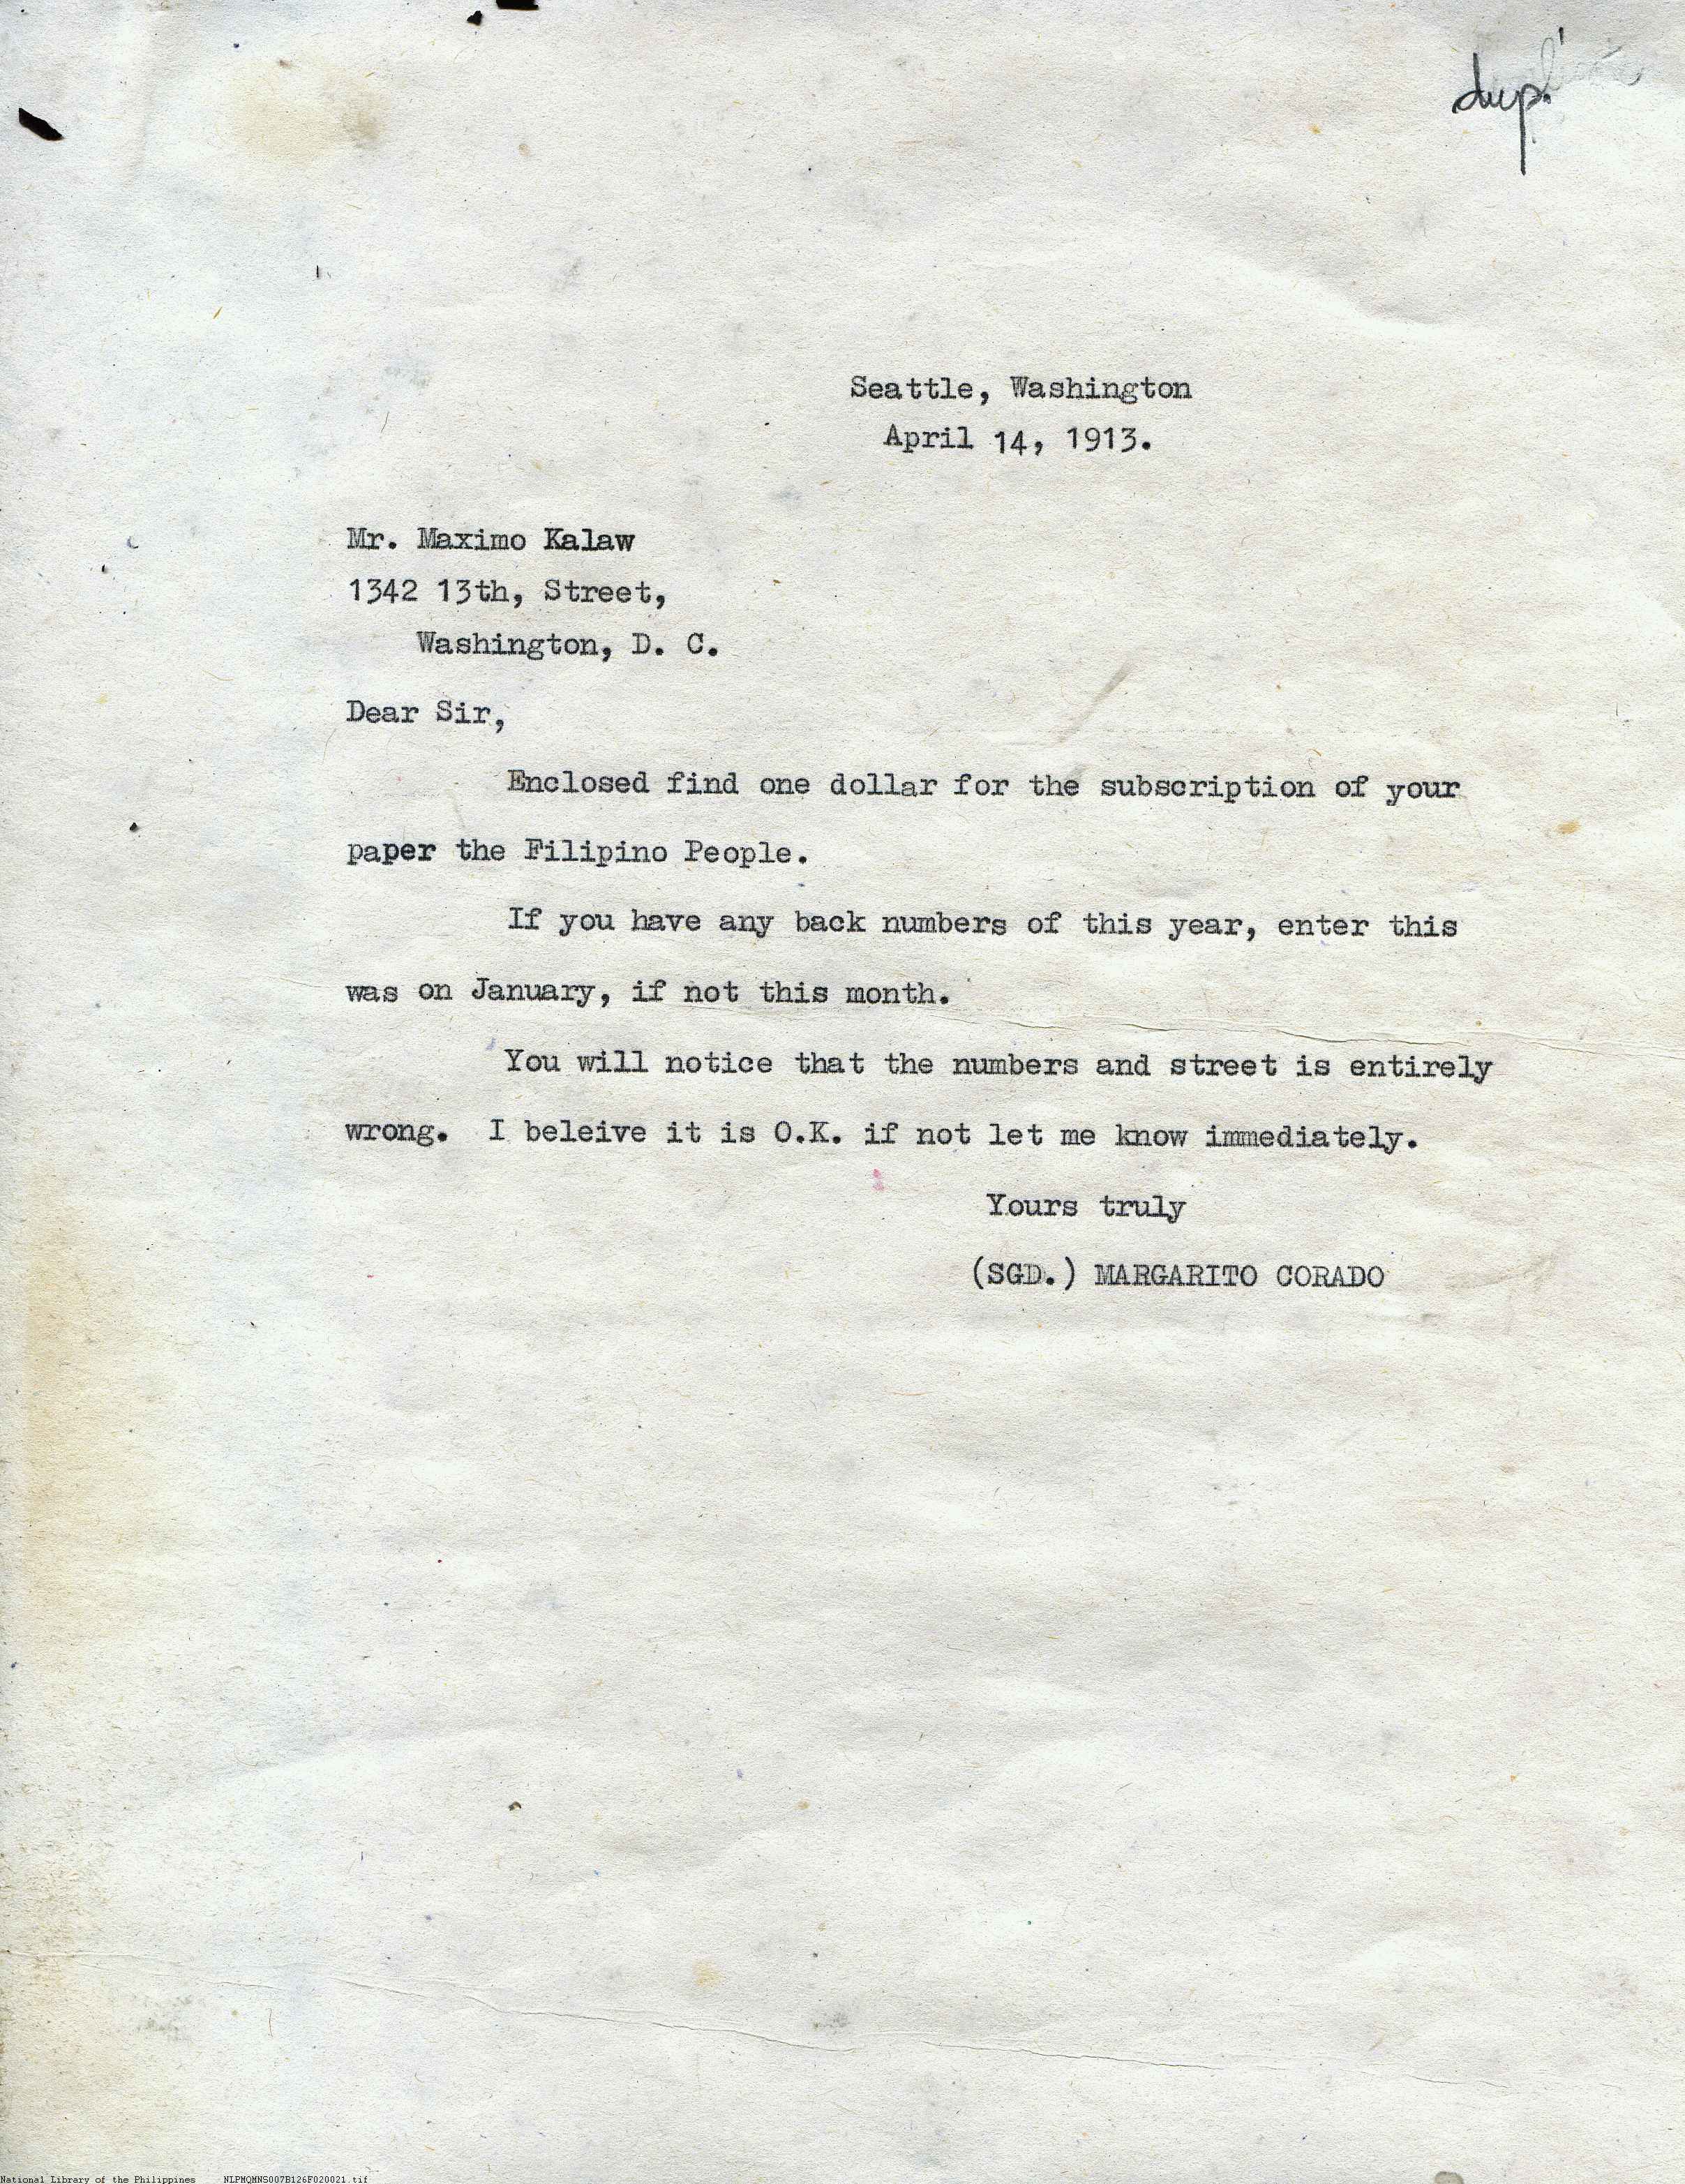 dup.
Seattle, Washington
April 14, 1913.
Mr. Maximo Kalaw
1342 13th, Street,
Washington, D. C.
Dear Sir,
Enclosed find one dollar for the subscription of your
paper the Filipino People.
If you have any back numbers of this year, enter this
was on January, if not this month.
You will notice that the numbers and street is entirely
wrong. I beleive it is O.K. if not let me know immediately.
Yours truly
(SGD.) MARGARITO CORADO
National Library of the Philippines NLPMQMNS007B126F020021.tif